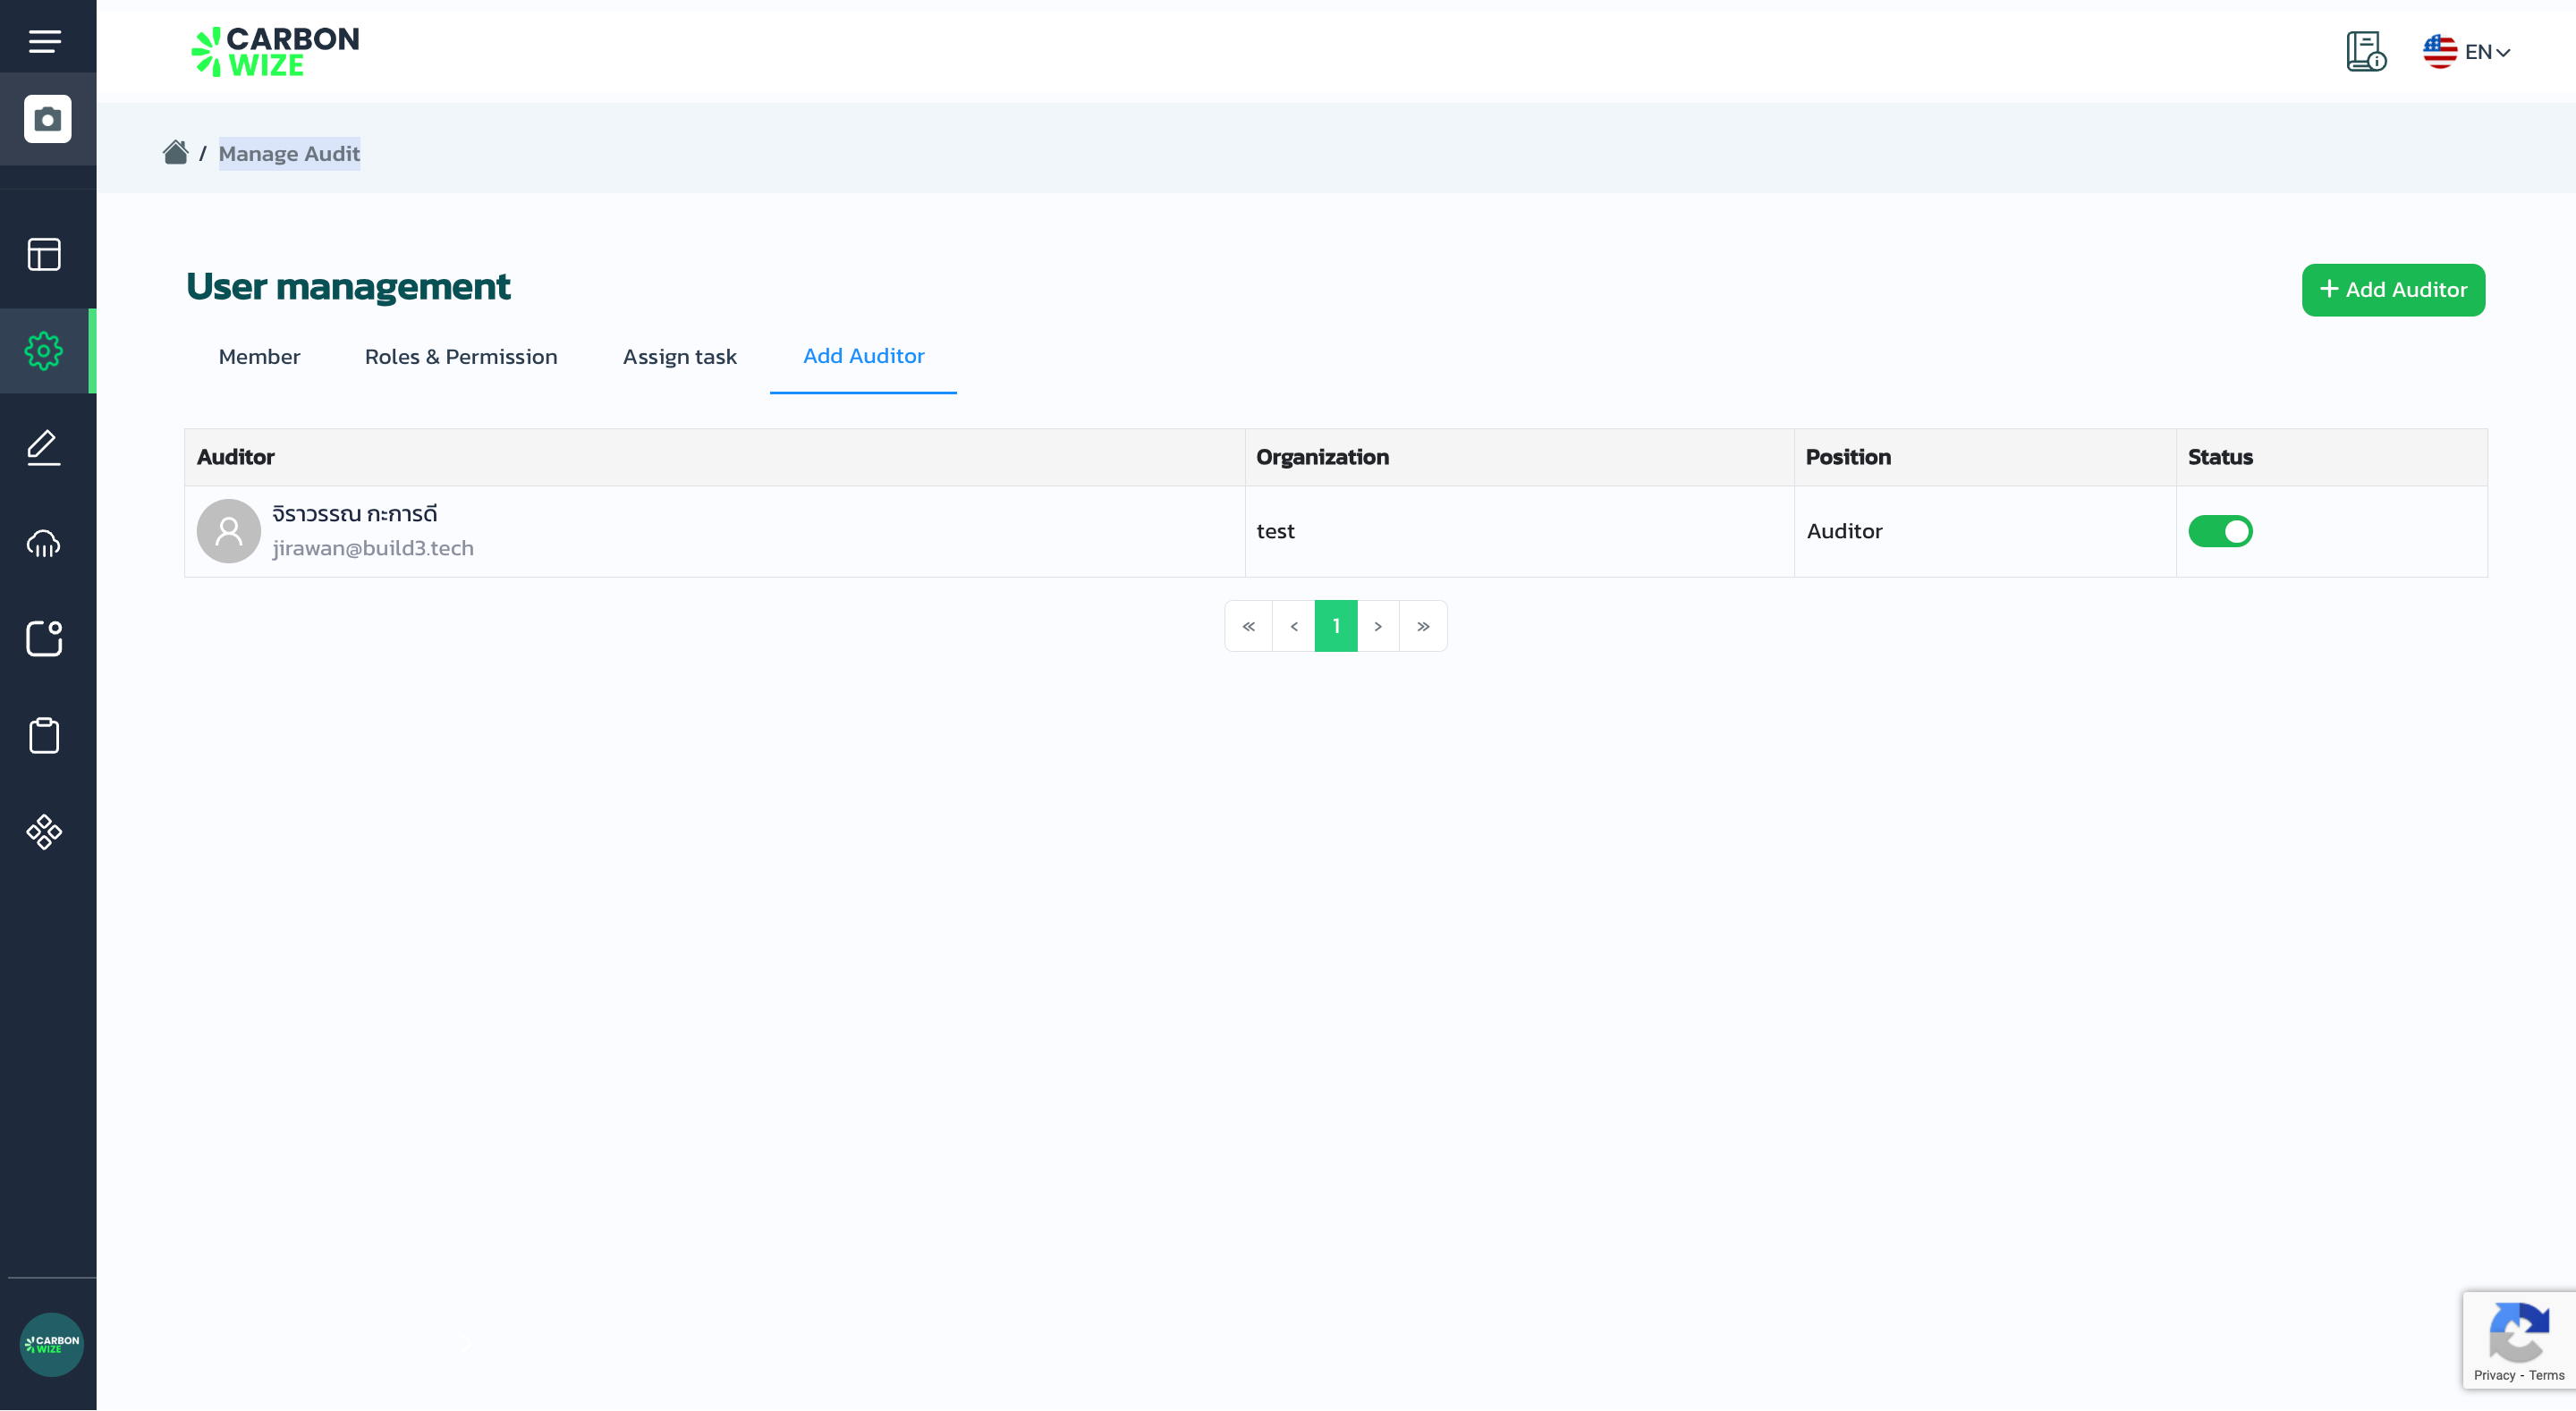 CARBON
WIZE
EN
/ Manage Audit
User management
+ Add Auditor
Member Roles & Permission Assign task Add Auditor
Auditor Organization Position Status
จิราวรรณ กะการดี
jirawan@build3.tech
test
Auditor
« < 1 > »
CARBON
WIZE
Privacy - Terms